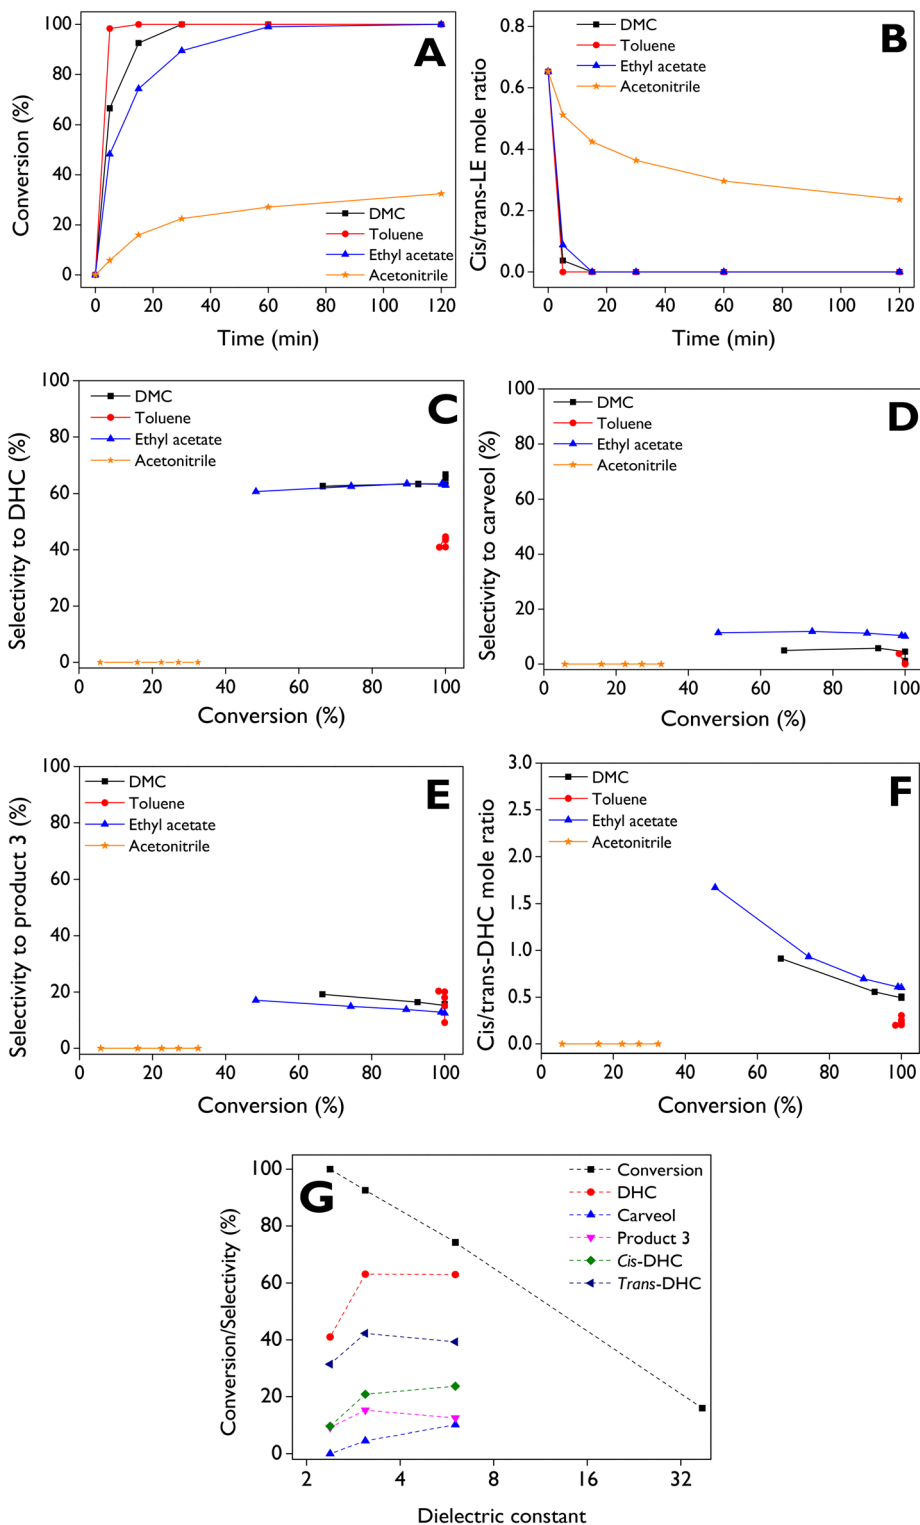 A
Conversion (%)
100
80
60
40
20
0
DMC
Toluene
Ethyl acetate
Acetonitrile
0 20 40 60 80 100 120
Time (min)
B
Cis/trans-LE mole ratio
0.8
0.6
0.4
0.2
0.0
DMC
Toluene
Ethyl acetate
Acetonitrile
0 20 40 60 80 100 120
Time (min)
C
Selectivity to DHC (%)
100
80
60
40
20
0
DMC
Toluene
Ethyl acetate
Acetonitrile
0 20 40 60 80 100
Conversion (%)
D
Selectivity to carveol (%)
100
80
60
40
20
0
DMC
Toluene
Ethyl acetate
Acetonitrile
0 20 40 60 80 100
Conversion (%)
E
Selectivity to product 3 (%)
100
80
60
40
20
0
DMC
Toluene
Ethyl acetate
Acetonitrile
0 20 40 60 80 100
Conversion (%)
F
Cis/trans-DHC mole ratio
3.0
2.5
2.0
1.5
1.0
0.5
0.0
DMC
Toluene
Ethyl acetate
Acetonitrile
0 20 40 60 80 100
Conversion (%)
G
Conversion/Selectivity (%)
100
80
60
40
20
0
Conversion
DHC
Carveol
Product 3
Cis-DHC
Trans-DHC
2 4 8 16 32
Dielectric constant